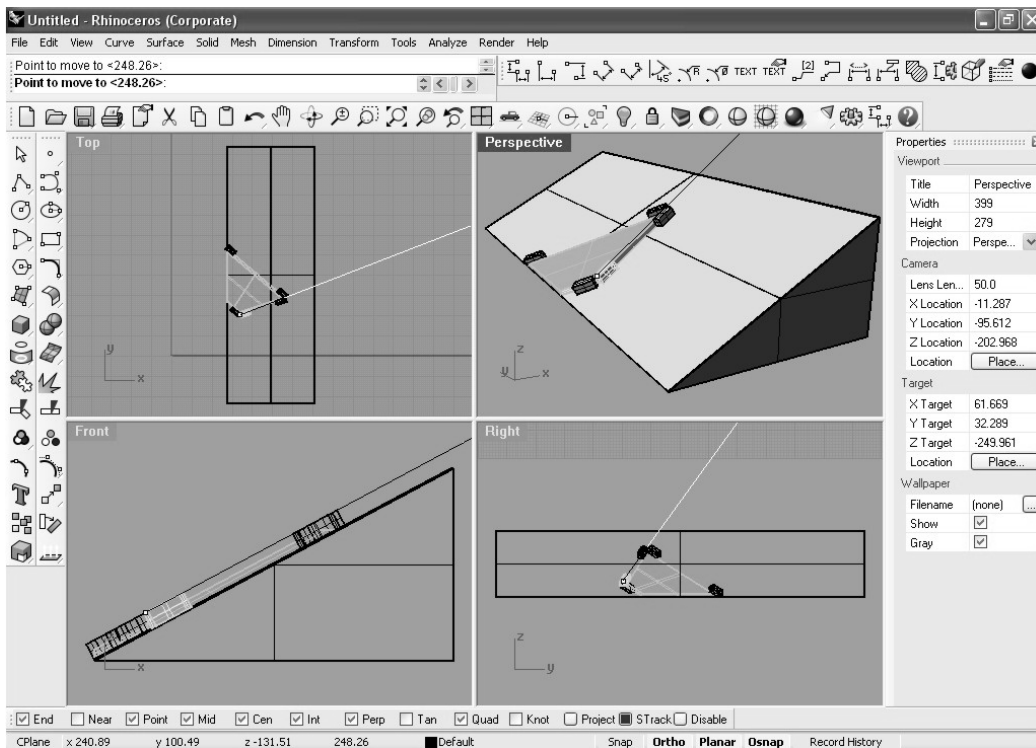 Untitled - Rhinoceros (Corporate)
File Edit View Curve Surface Solid Mesh Dimension Transform Tools Analyze Render Help
Point to move to <248.26>:
Point to move to <248.26>:
TEXT TEXT
Top
Perspective
Front
Right
y
x
z
y
x
z
x
z
y
Properties
Viewport
Title Perspective
Width 399
Height 279
Projection Perspe...
Camera
Lens Len... 50.0
X Location -11.287
Y Location -95.612
Z Location -202.968
Location Place...
Target
X Target 61.669
Y Target 32.289
Z Target -249.961
Location Place...
Wallpaper
Filename (none) ...
Show
Gray
End Near Point Mid Cen Int Perp Tan Quad Knot Project STrack Disable
CPlane x 240.89 y 100.49 z -131.51 248.26 Default Snap Ortho Planar Osnap Record History